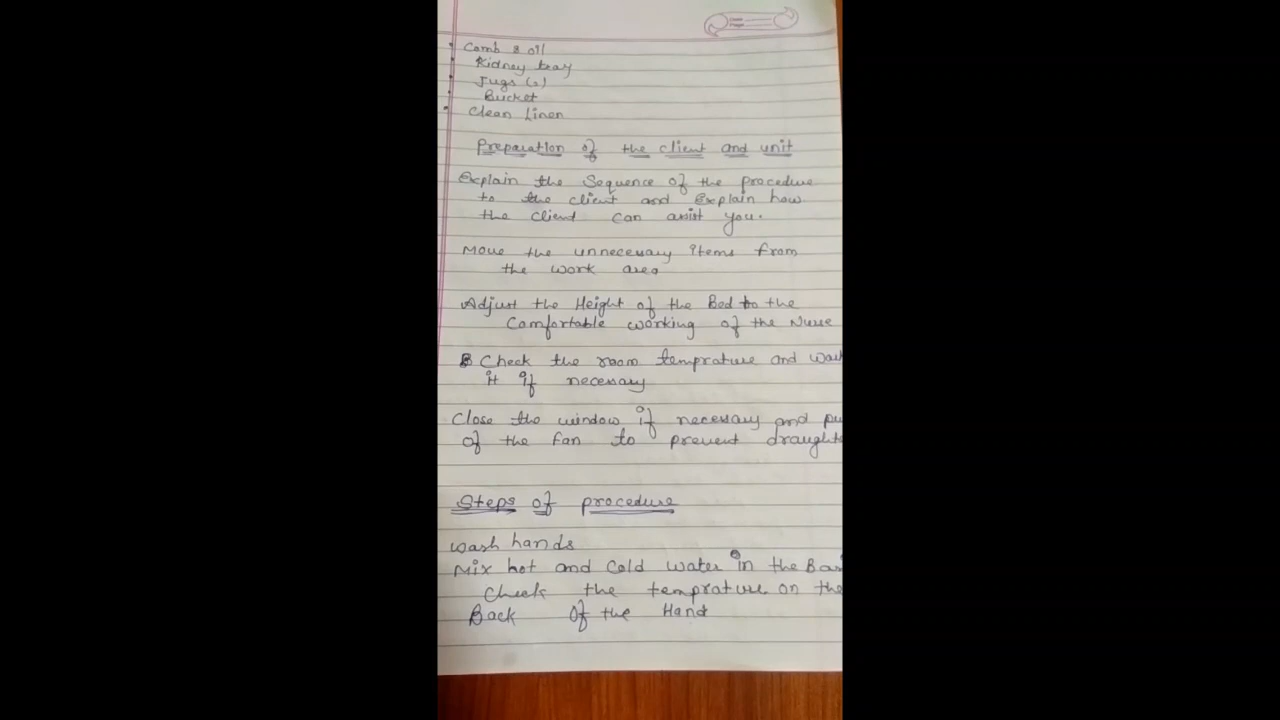 Comb & oil
Kidney tray
Jugs (2)
Bucket
Clean Linen
Preparation of the client and unit
Explain the Sequence of the procedure
to the client and Explain how
the client can assist you.
Move the unnecessary items from
the work area
Adjust the Height of the Bed to the
Comfortable working of the Nurse
Check the room temprature and
it if necessary
Close the window if necessary and
of the Fan to prevent draught
Steps of procedure
Wash hands
Mix hot and Cold Water in the
Check the temprature on the
Back of the Hand